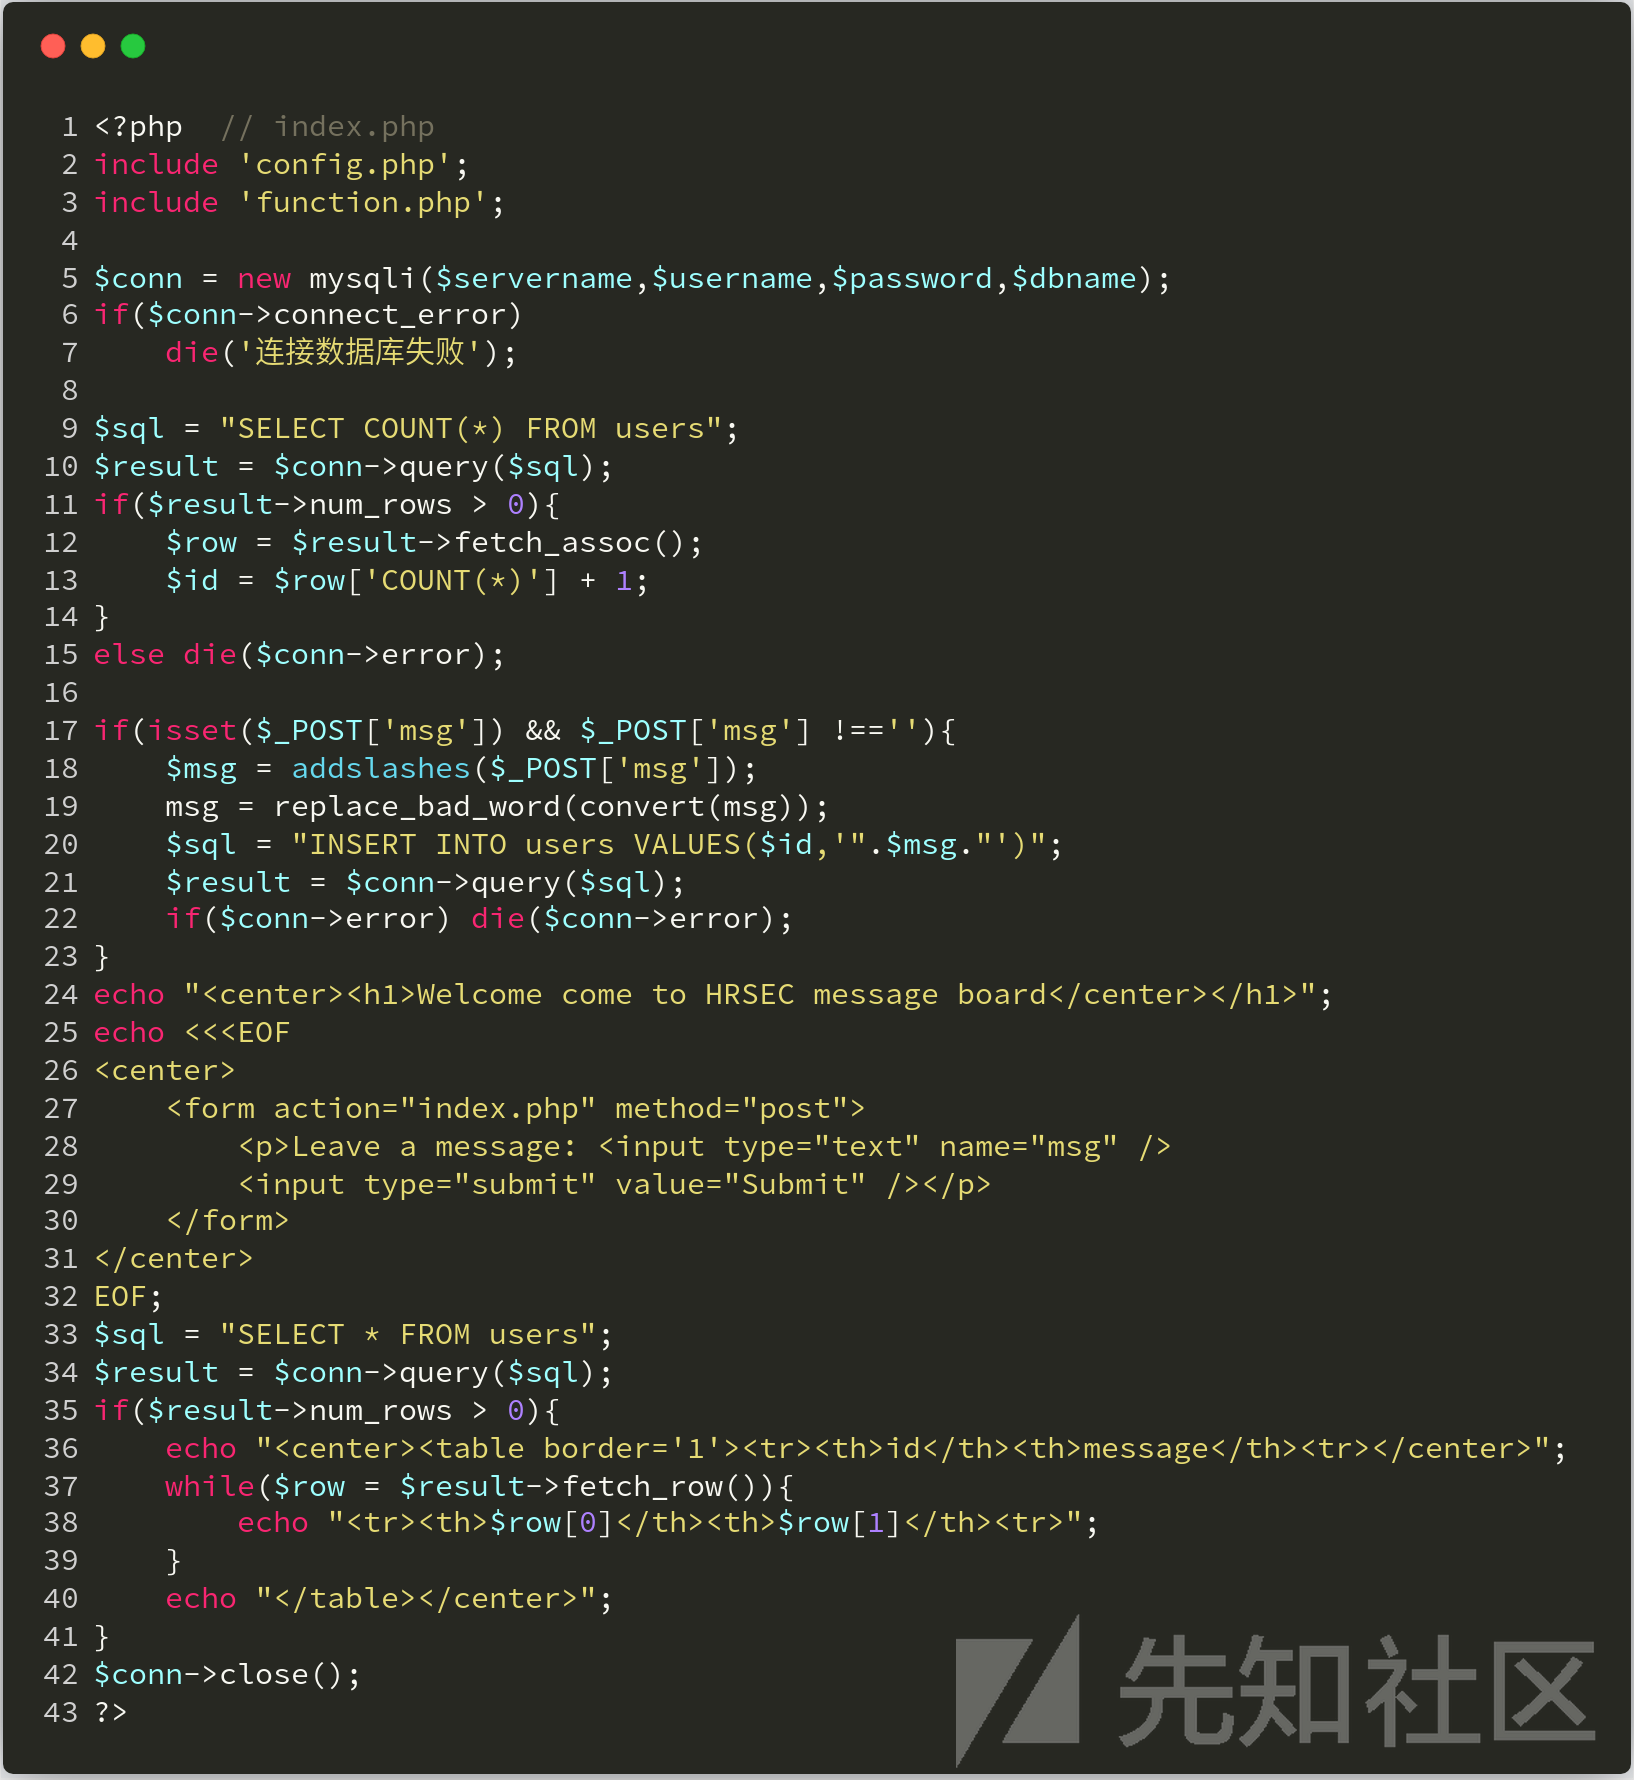 1 <?php  // index.php
2 include 'config.php';
3 include 'function.php';
4
5 $conn = new mysqli($servername,$username,$password,$dbname);
6 if($conn->connect_error)
7     die('连接数据库失败');
8
9 $sql = "SELECT COUNT(*) FROM users";
10 $result = $conn->query($sql);
11 if($result->num_rows > 0){
12     $row = $result->fetch_assoc();
13     $id = $row['COUNT(*)'] + 1;
14 }
15 else die($conn->error);
16
17 if(isset($_POST['msg']) && $_POST['msg'] !==''){
18     $msg = addslashes($_POST['msg']);
19     msg = replace_bad_word(convert(msg));
20     $sql = "INSERT INTO users VALUES($id,'".$msg."')";
21     $result = $conn->query($sql);
22     if($conn->error) die($conn->error);
23 }
24 echo "<center><h1>Welcome come to HRSEC message board</center></h1>";
25 echo <<<EOF
26 <center>
27     <form action="index.php" method="post">
28         <p>Leave a message: <input type="text" name="msg" />
29         <input type="submit" value="Submit" /></p>
30     </form>
31 </center>
32 EOF;
33 $sql = "SELECT * FROM users";
34 $result = $conn->query($sql);
35 if($result->num_rows > 0){
36     echo "<center><table border='1'><tr><th>id</th><th>message</th><tr></center>";
37     while($row = $result->fetch_row()){
38         echo "<tr><th>$row[0]</th><th>$row[1]</th><tr>";
39     }
40     echo "</table></center>";
41 }
42 $conn->close();
43 ?>
先知社区